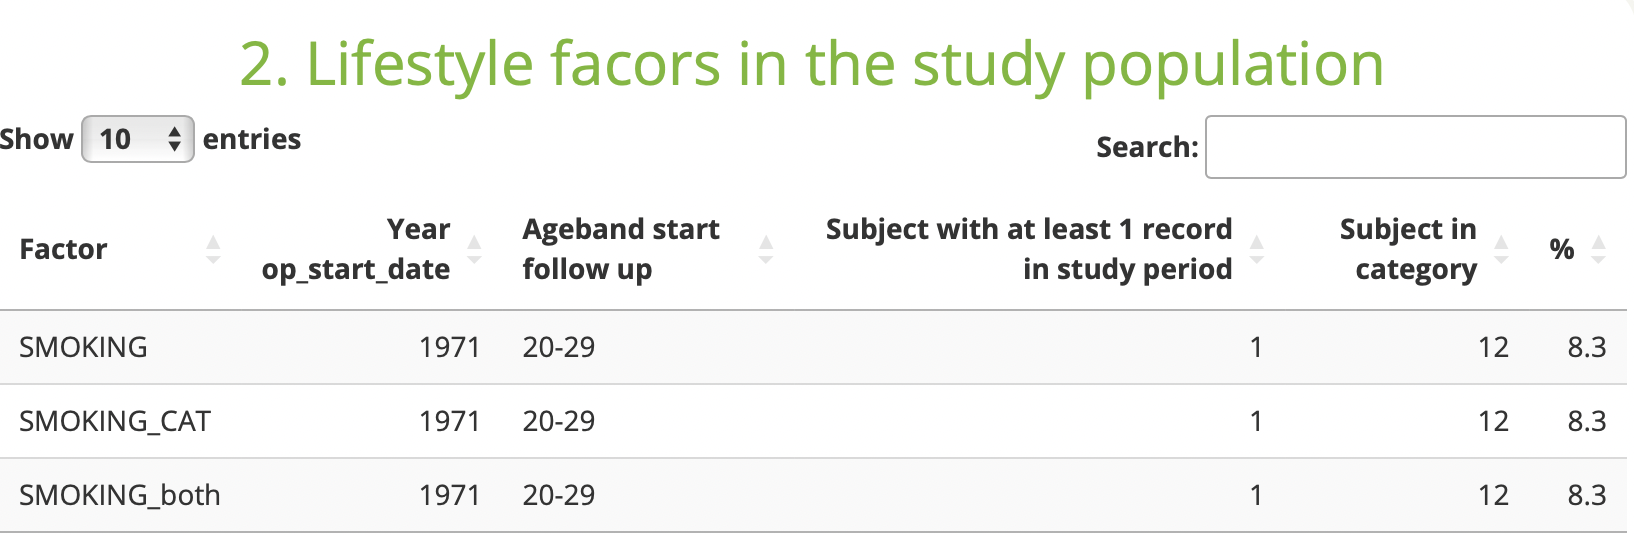 2. Lifestyle facors in the study population
Show 10 entries
Search:
Factor
Year
op_start_date
Ageband start
follow up
Subject with at least 1 record
in study period
Subject in
category
%
SMOKING 1971 20-29 1 12 8.3
SMOKING_CAT 1971 20-29 1 12 8.3
SMOKING_both 1971 20-29 1 12 8.3